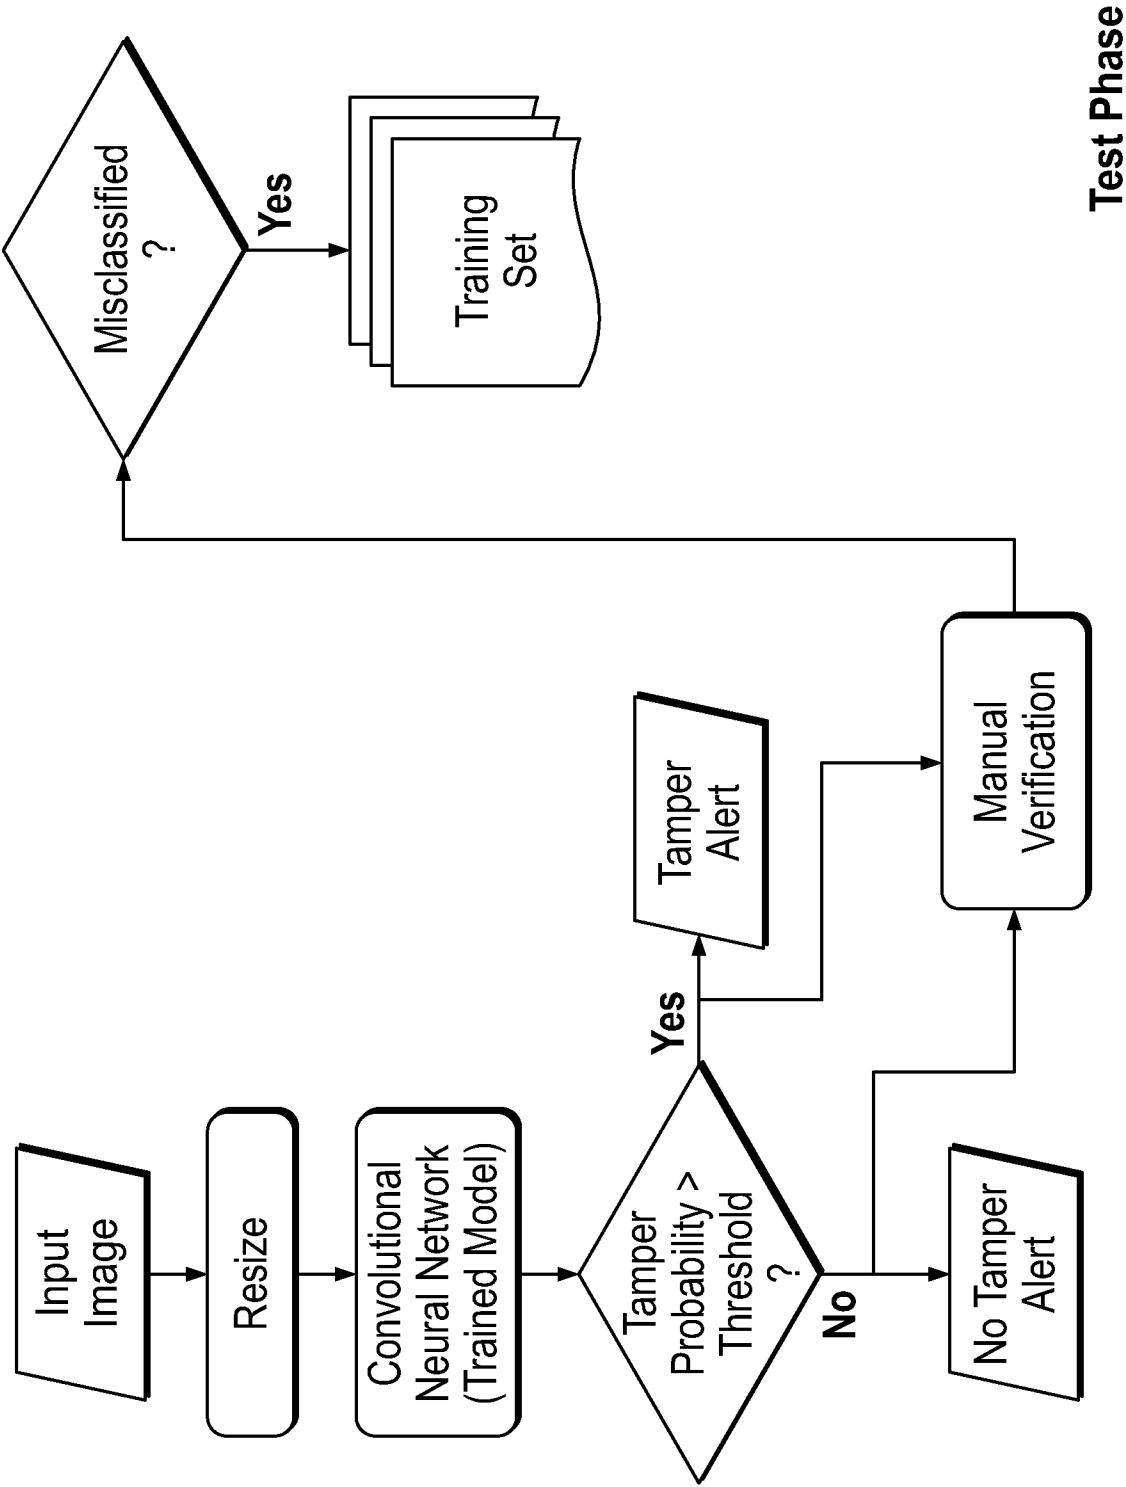 Input
Image
Resize
Convolutional
Neural Network
(Trained Model)
Tamper
Probability >
Threshold
?
Yes
No
Tamper
Alert
No Tamper
Alert
Manual
Verification
Misclassified
?
Yes
Training
Set
Test Phase